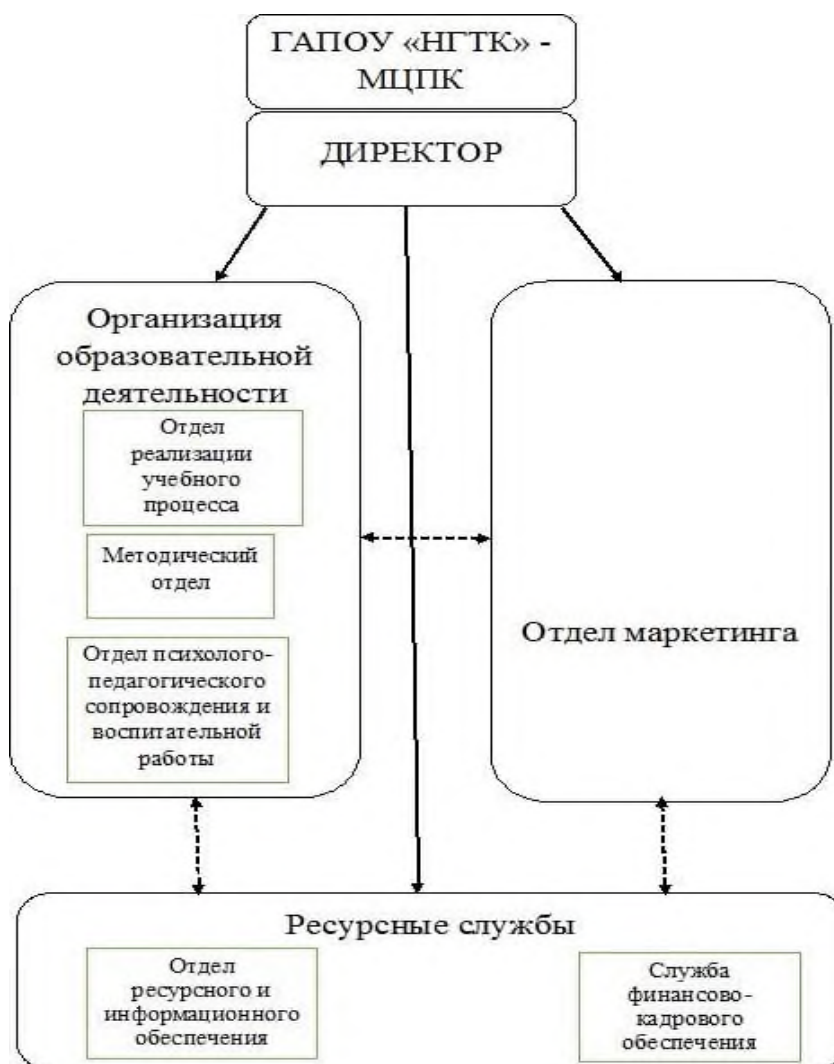 ГАПОУ «НГТК» -
МЦПК
ДИРЕКТОР
Организация
образовательной
деятельности
Отдел
реализации
учебного
процесса
Методический
отдел
Отдел психолого-
педагогического
сопровождения и
воспитательной
работы
Отдел маркетинга
Ресурсные службы
Отдел
ресурсного и
информационного
обеспечения
Служба
финансово-
кадрового
обеспечения